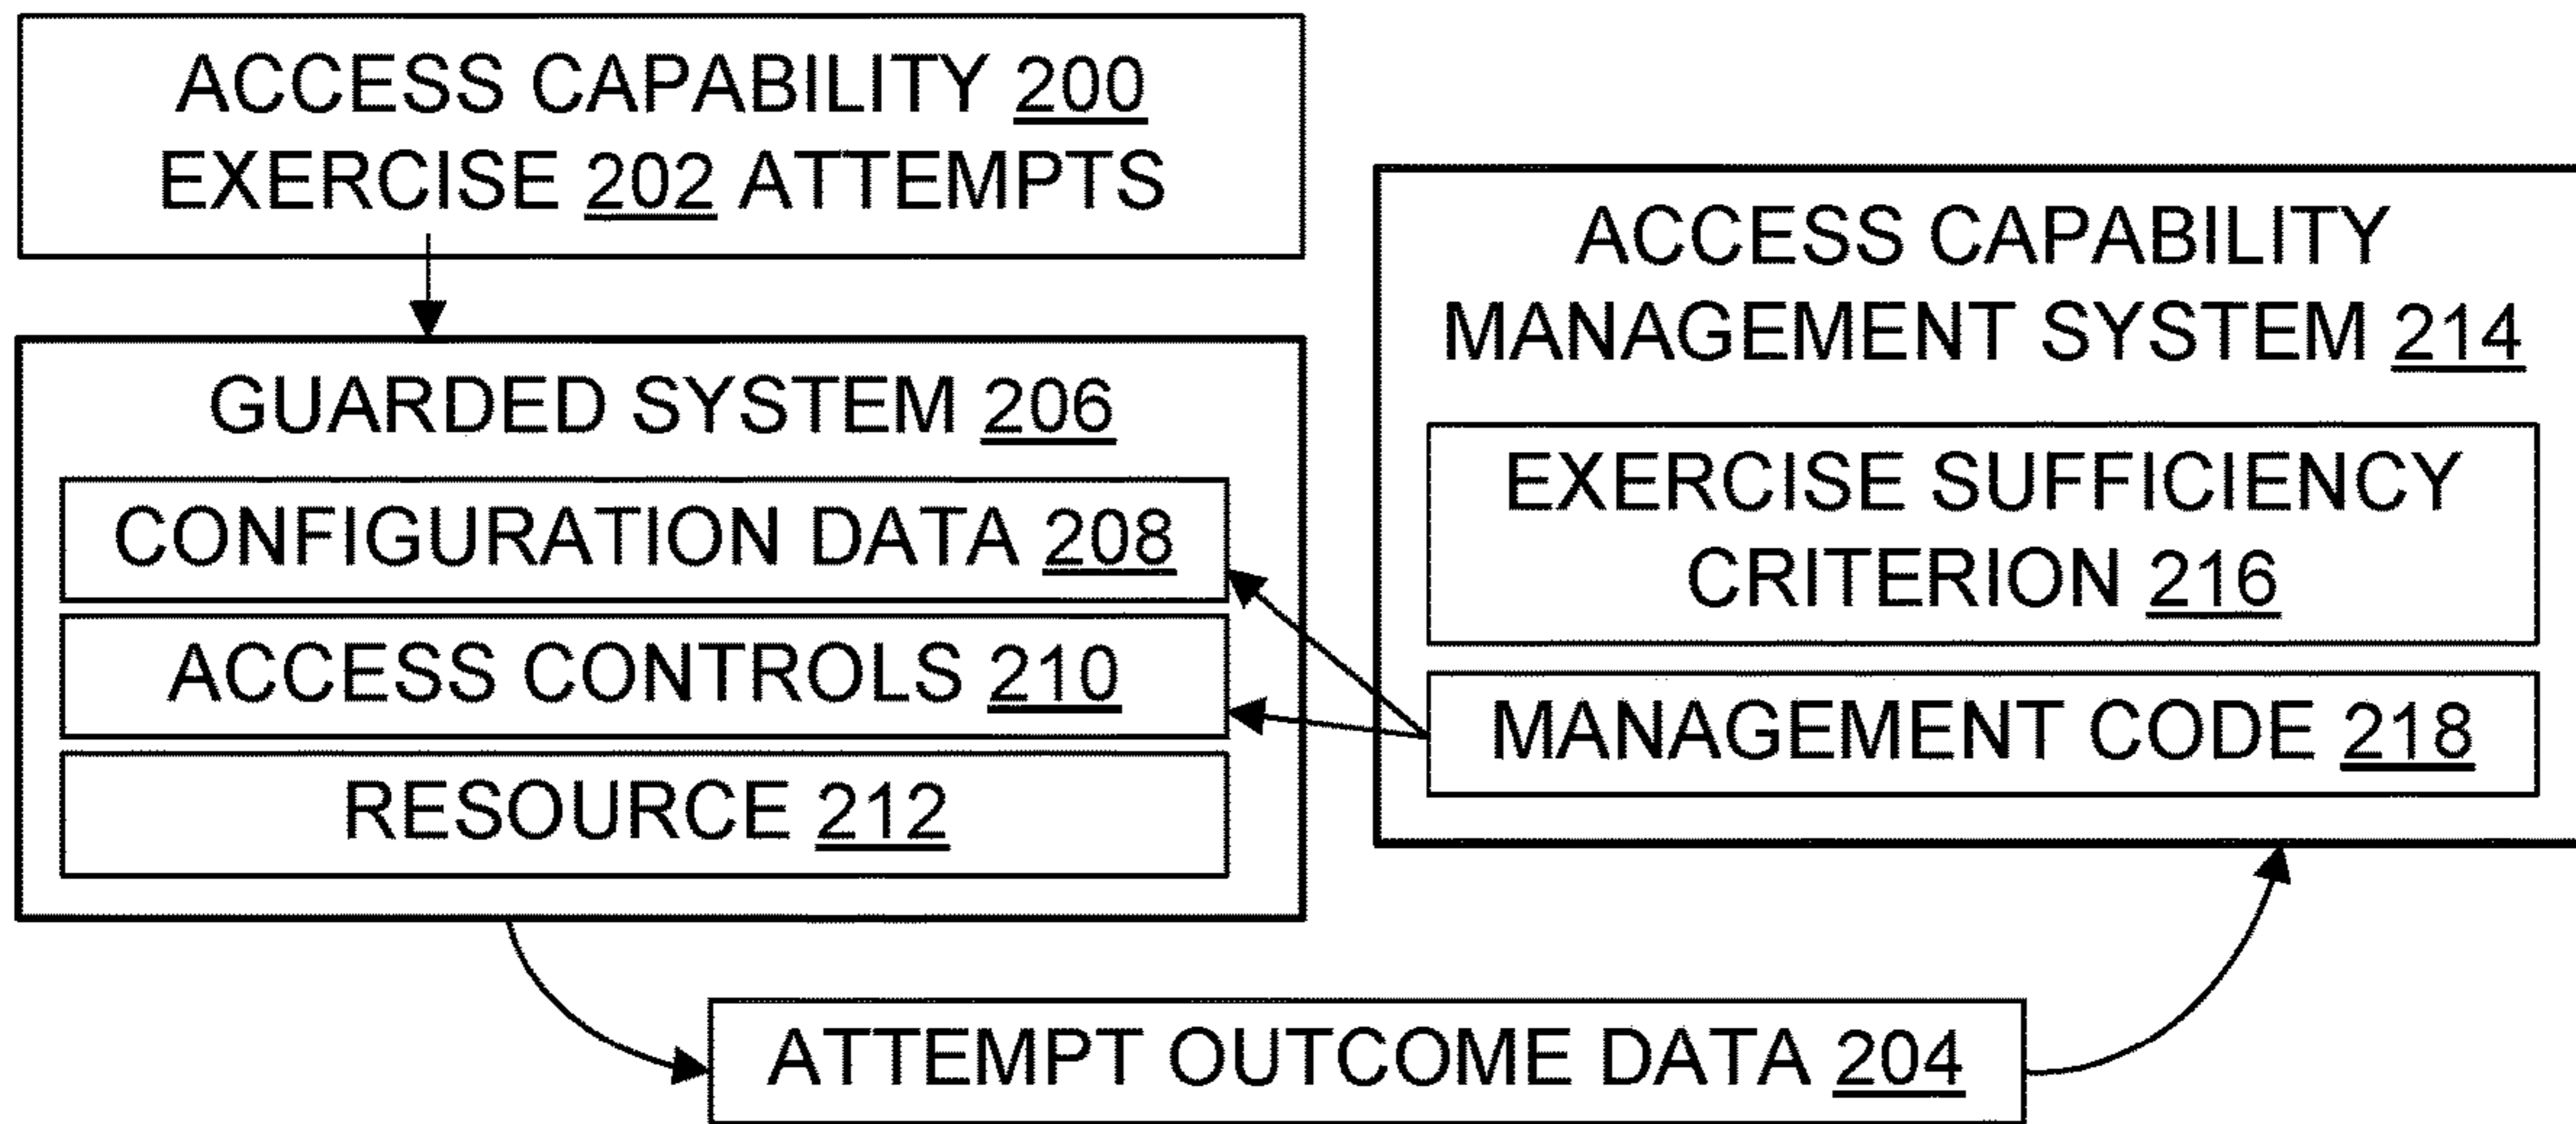 ACCESS CAPABILITY 200
EXERCISE 202 ATTEMPTS
GUARDED SYSTEM 206
CONFIGURATION DATA 208
ACCESS CONTROLS 210
RESOURCE 212
ACCESS CAPABILITY
MANAGEMENT SYSTEM 214
EXERCISE SUFFICIENCY
CRITERION 216
MANAGEMENT CODE 218
ATTEMPT OUTCOME DATA 204